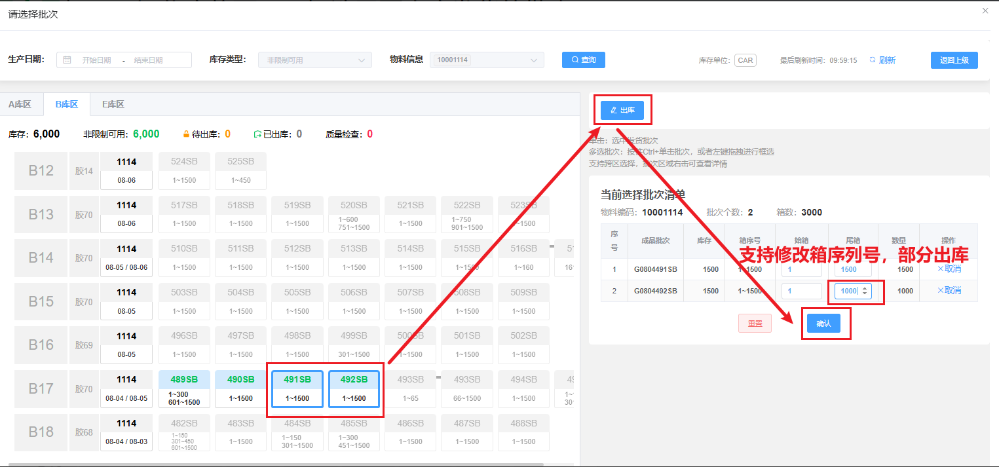 请选择批次
生产日期： 开始日期 - 结束日期 库存类型： 非限制可用 物料信息 10001114 查询 库存单位： CAR 最后刷新时间：09:59:15 刷新 返回上级
A库区 B库区 E库区
库存：6,000 非限制可用：6,000 待出库：0 已出库：0 质量检查：0
B12 胶14 1114 524SB 525SB
08-06 1~1500 1~450
B13 胶70 1114 517SB 518SB 519SB 520SB 521SB 522SB 523SB
08-06 1~1500 1~1500 1~1500 1~600 1~1500 1~750 ~1500
751~1500 901~1500
B14 胶70 1114 510SB 511SB 512SB 513SB 514SB 515SB 516SB
08-05 / 08-06 1~1500 1~1500 1~1500 1~1500 1~1500 1~1500 1~160
B15 胶70 1114 503SB 504SB 505SB 506SB 507SB 508SB 509SB
08-05 1~1500 1~1500 1~1500 1~1500 1~1500 1~1500 1~1500
B16 胶69 1114 496SB 497SB 498SB 499SB 500SB 501SB 502SB
08-05 1~1500 1~1500 1~1500 301~1500 1~1500 1~1500 1~1500
B17 胶70 1114 489SB 490SB 491SB 492SB 493SB 493SB 494SB
08-04 / 08-05 1~300 1~1500 1~1500 1~1500 1~65 66~1500 1~1500
601~1500
B18 胶68 1114 482SB 483SB 484SB 485SB 486SB 487SB 488SB
08-04 / 08-03 1~150 1~1500 1~150 1~300 1~1500 1~1500 1~1500
301~450 301~1500 451~1500
601~1500
出库
单击：选中发货批次
多选批次：按住Ctrl+单击批次，或者左键拖拽进行框选
支持跨区选择，批次区域右击可查看详情
当前选择批次清单
物料编码：10001114 批次个数：2 箱数：3000
序号 成品批次 库存 箱序号 始箱 尾箱 数量 操作
支持修改箱序列号，部分出库
1 G0804491SB 1500 1~1500 1 1500 1500 ×取消
2 G0804492SB 1500 1~1500 1 1000 1000 ×取消
重置 确认